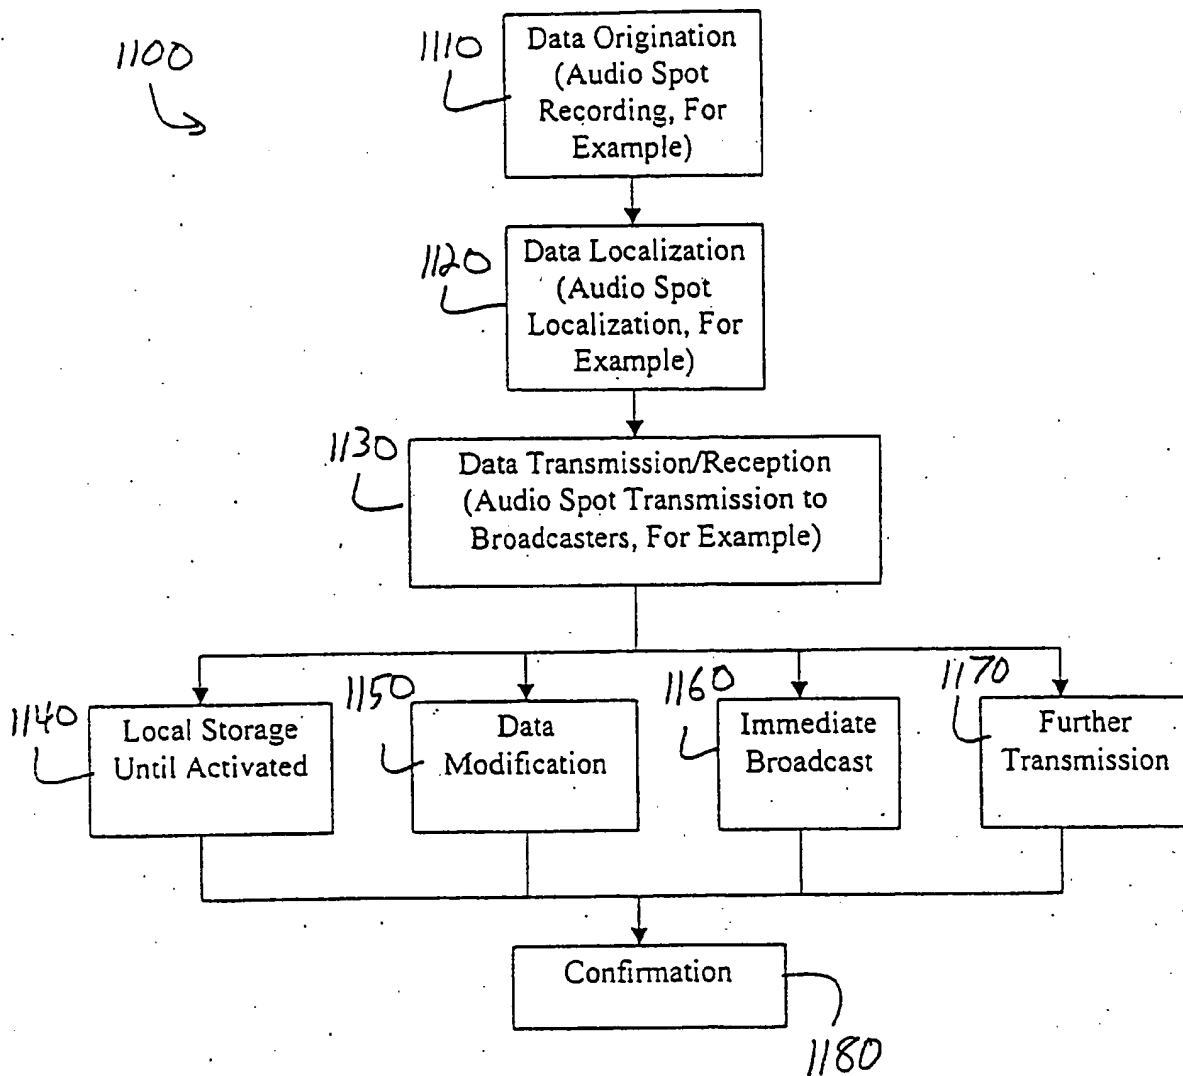 1100
1110
Data Origination
(Audio Spot
Recording, For
Example)
1120
Data Localization
(Audio Spot
Localization, For
Example)
1130
Data Transmission/Reception
(Audio Spot Transmission to
Broadcasters, For Example)
1140
Local Storage
Until Activated
1150
Data
Modification
1160
Immediate
Broadcast
1170
Further
Transmission
Confirmation
1180